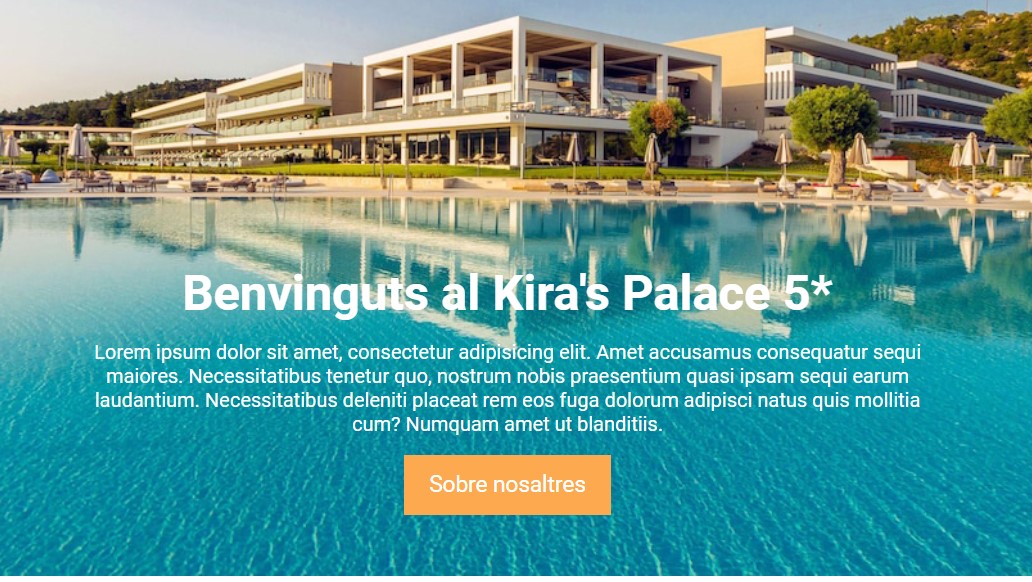 Benvinguts al Kira's Palace 5*
Lorem ipsum dolor sit amet, consectetur adipisicing elit. Amet accusamus consequatur sequi
maiores. Necessitatibus tenetur quo, nostrum nobis praesentium quasi ipsam sequi earum
laudantium. Necessitatibus deleniti placeat rem eos fuga dolorum adipisci natus quis mollitia
cum? Numquam amet ut blanditiis.
Sobre nosaltres